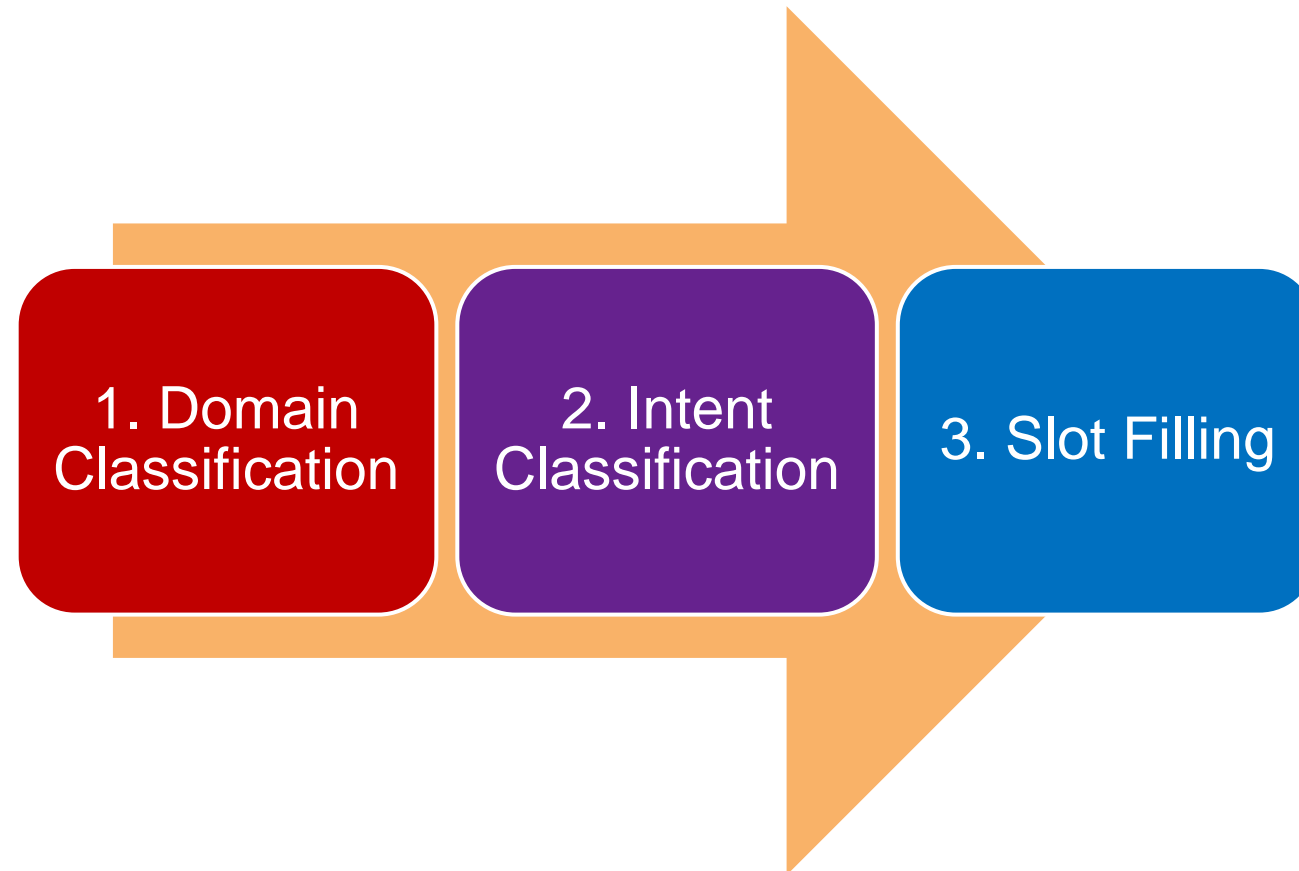 1. Domain
Classification
2. Intent
Classification
3. Slot Filling